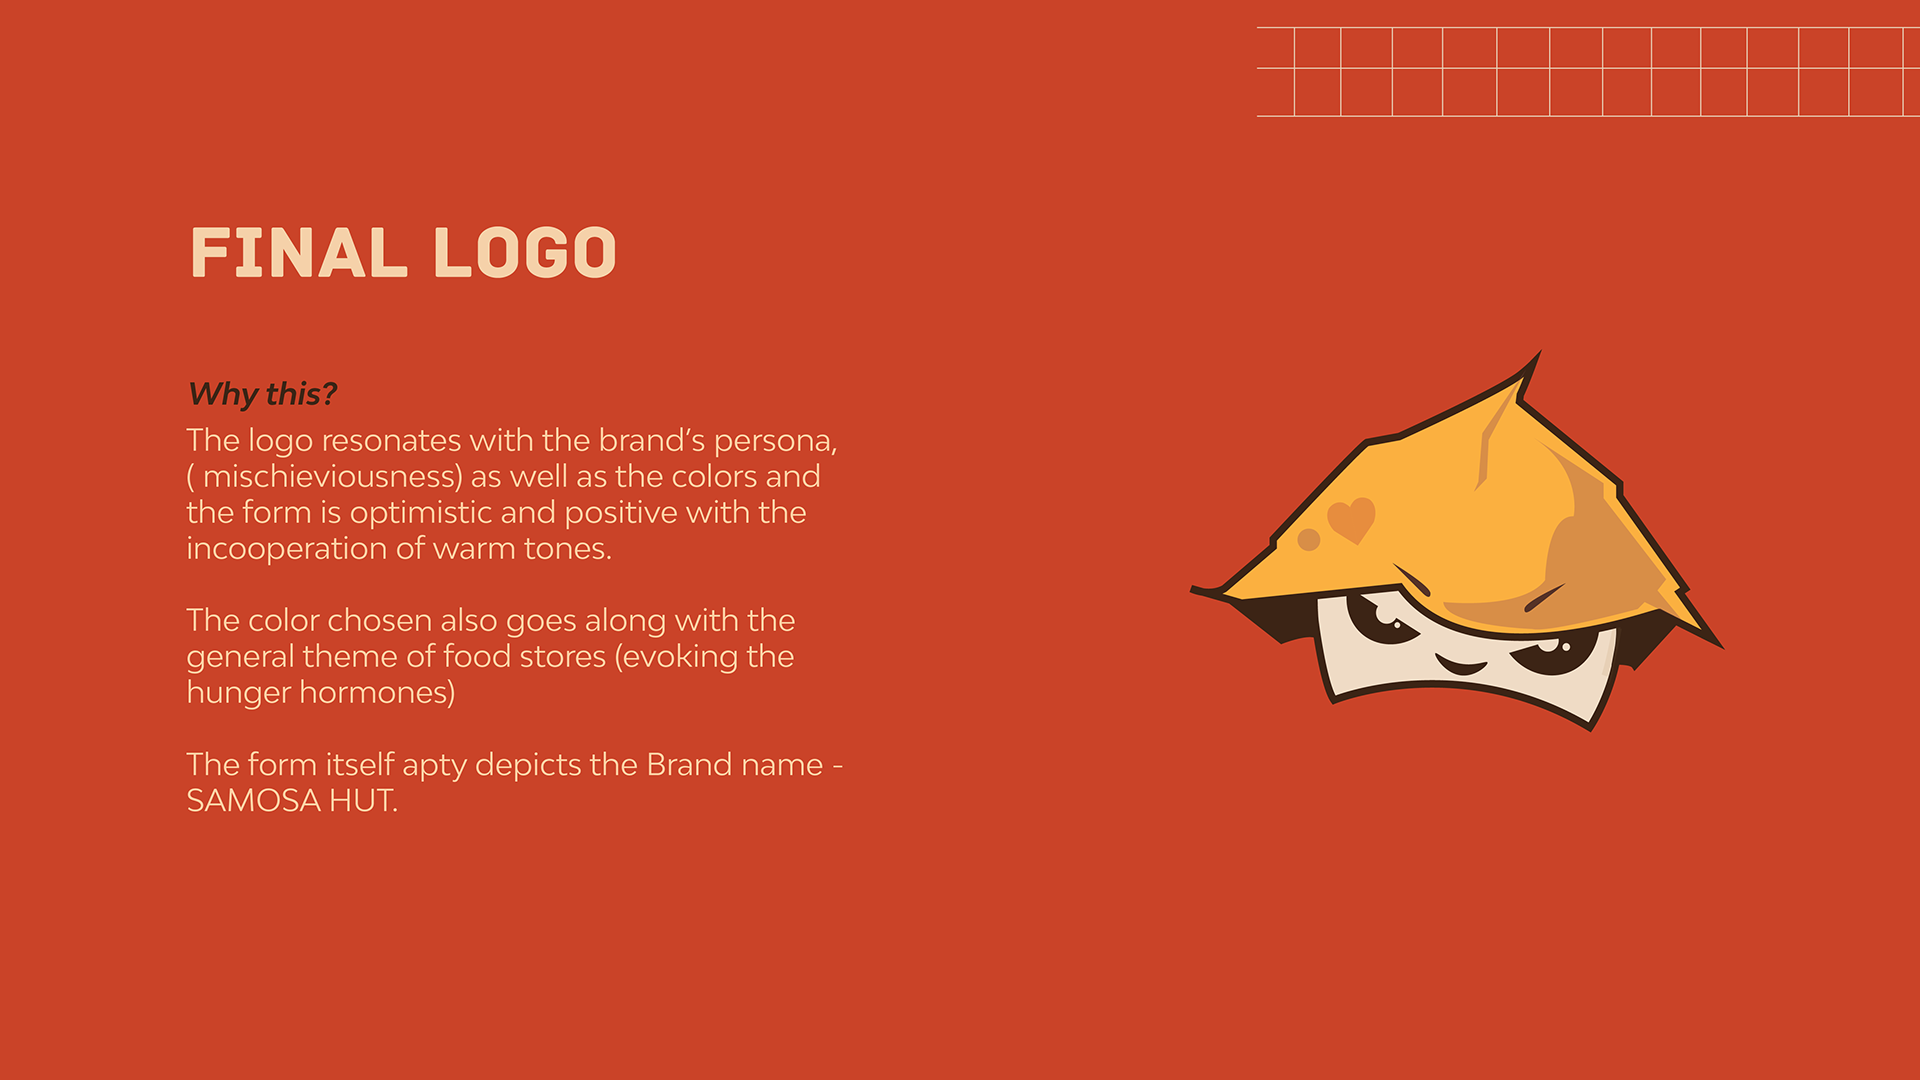 FINAL LOGO
Why this?
The logo resonates with the brand’s persona,
( mischieviousness) as well as the colors and
the form is optimistic and positive with the
incooperation of warm tones.
The color chosen also goes along with the
general theme of food stores (evoking the
hunger hormones)
The form itself apty depicts the Brand name -
SAMOSA HUT.